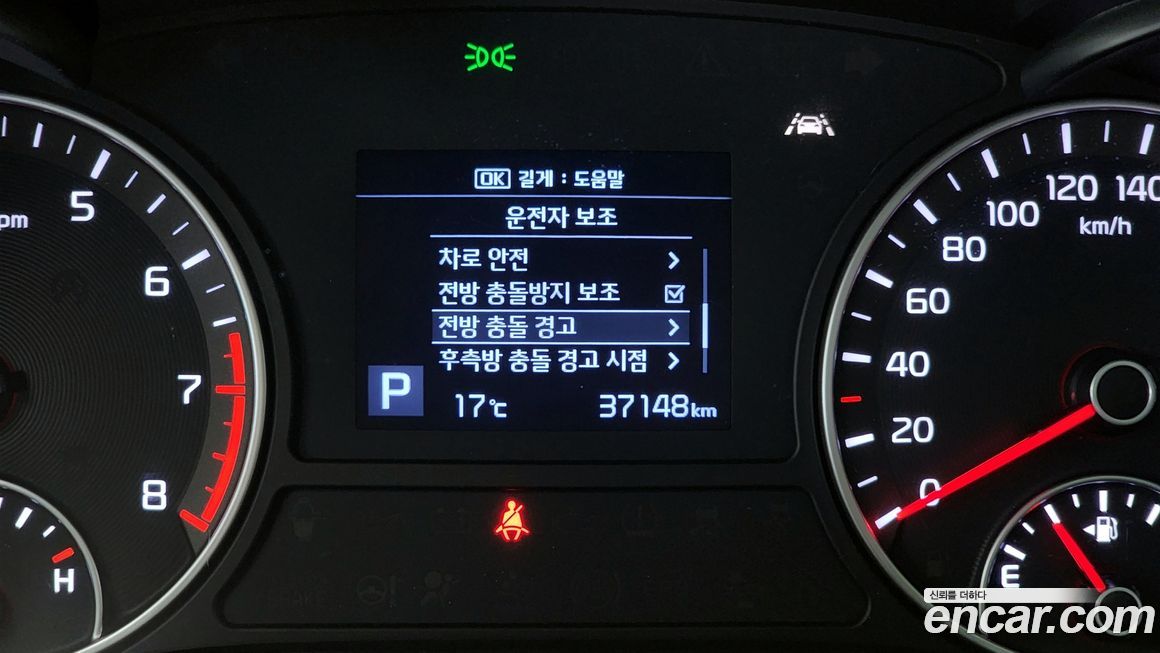 OK 길게 : 도움말
운전자 보조
차로 안전
전방 충돌방지 보조
전방 충돌 경고
후측방 충돌 경고 시점
P 17℃ 37148km
5
6
7
8
H
0
20
40
60
80
100
120
140
km/h
E
신뢰를 더하다
encar.com